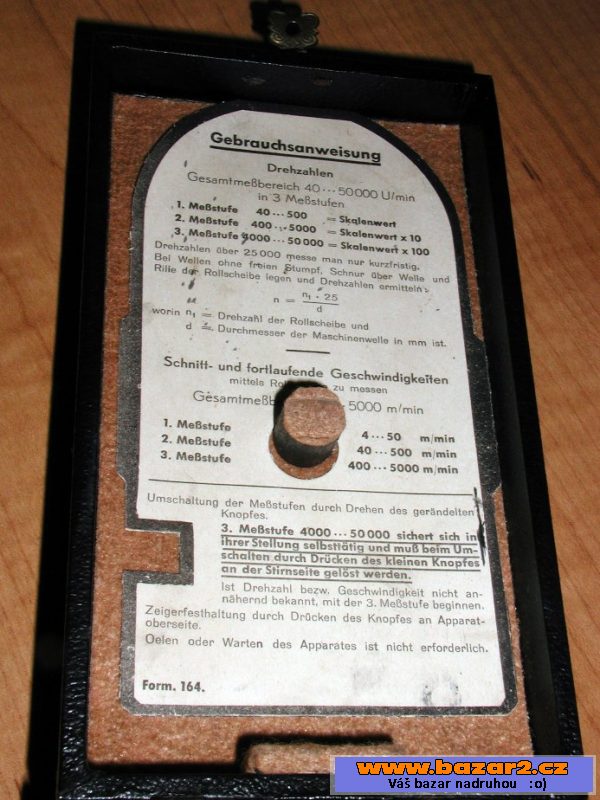 Gebrauchsanweisung
Drehzahlen
Gesamtmeßbereich 40···50 000 U/min
in 3 Meßstufen
1. Meßstufe 40···500 = Skalenwert
2. Meßstufe 400···5000 = Skalenwert x 10
3. Meßstufe 4000···50 000 = Skalenwert x 100
Drehzahlen über 25 000 messe man nur kurzfristig.
Bei Wellen ohne freien Stumpf, Schnur über Welle und
Rille der Rollscheibe legen und Drehzahlen ermitteln:
n = n₁ · 25 / d
worin n₁ = Drehzahl der Rollscheibe und
d = Durchmesser der Maschinenwelle in mm ist.
Schnitt- und fortlaufende Geschwindigkeiten
mittels zu messen
5000 m/min
1. Meßstufe 4···50 m/min
2. Meßstufe 40···500 m/min
3. Meßstufe 400···5000 m/min
Umschaltung der Meßstufen durch Drehen des gerändelten
Knopfes.
3. Meßstufe 4000···50 000 sichert sich in
ihrer Stellung selbsttätig und muß beim Um-
schalten durch Drücken des kleinen Knopfes
an der Stirnseite gelöst werden.
Ist Drehzahl bezw. Geschwindigkeit nicht an-
nähernd bekannt, mit der 3. Meßstufe beginnen.
Zeigerfesthaltung durch Drücken des Knopfes an Apparat-
oberseite.
Oelen oder Warten des Apparates ist nicht erforderlich.
Form. 164.
www.bazar2.cz
Váš bazar nadruhou :o)